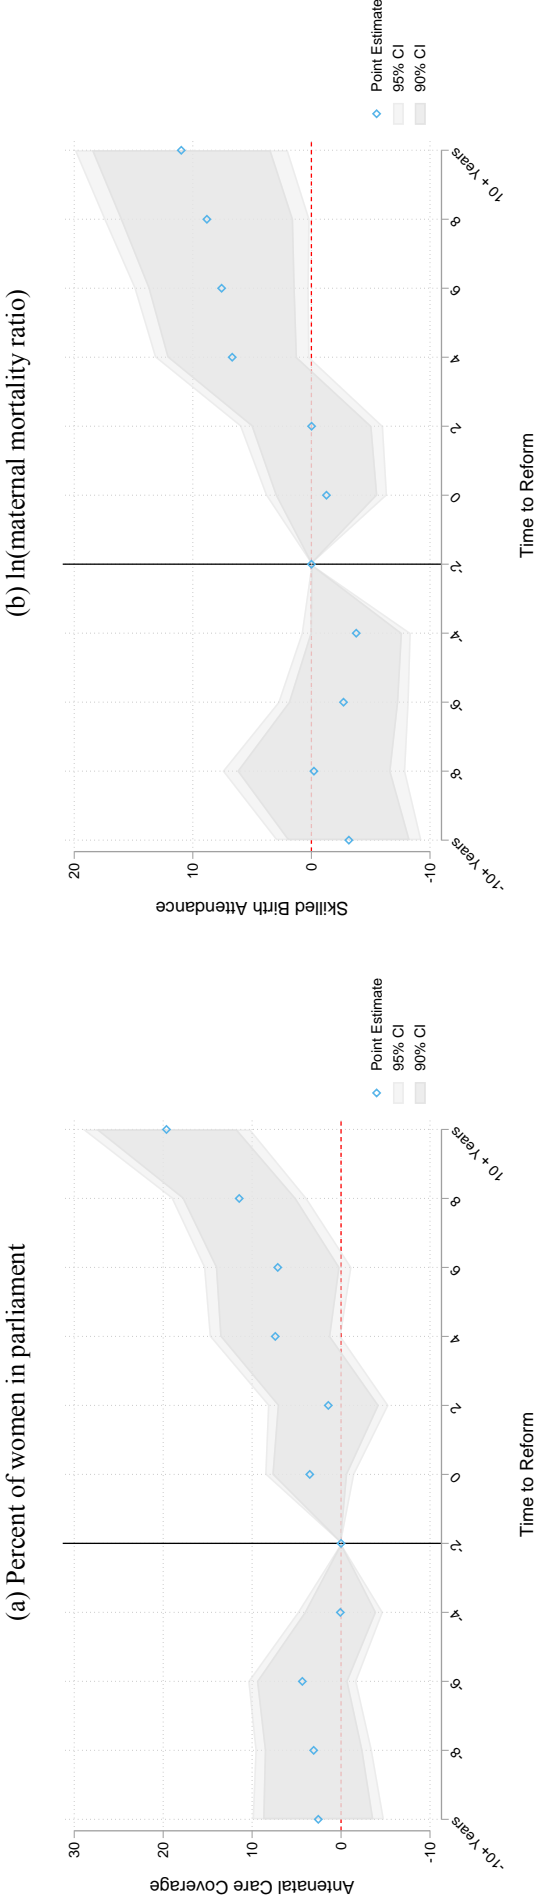 (a) Percent of women in parliament
Antenatal Care Coverage
30
20
10
0
-10
-10+ Years
-8
-6
-4
-2
0
2
4
6
8
10 + Years
Time to Reform
Point Estimate
95% CI
90% CI
(b) ln(maternal mortality ratio)
Skilled Birth Attendance
20
10
0
-10
-10+ Years
-8
-6
-4
-2
0
2
4
6
8
10 + Years
Time to Reform
Point Estimate
95% CI
90% CI